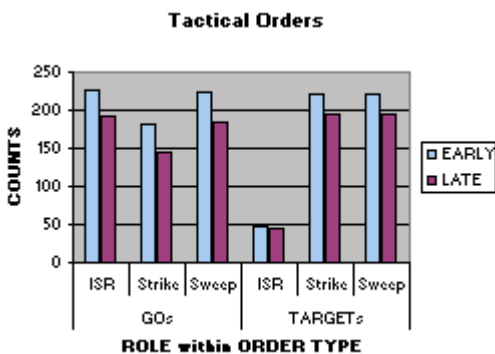 Tactical Orders
250
200
150
100
50
0
COUNTS
ISR Strike Sweep ISR Strike Sweep
GOs TARGETs
ROLE within ORDER TYPE
EARLY
LATE